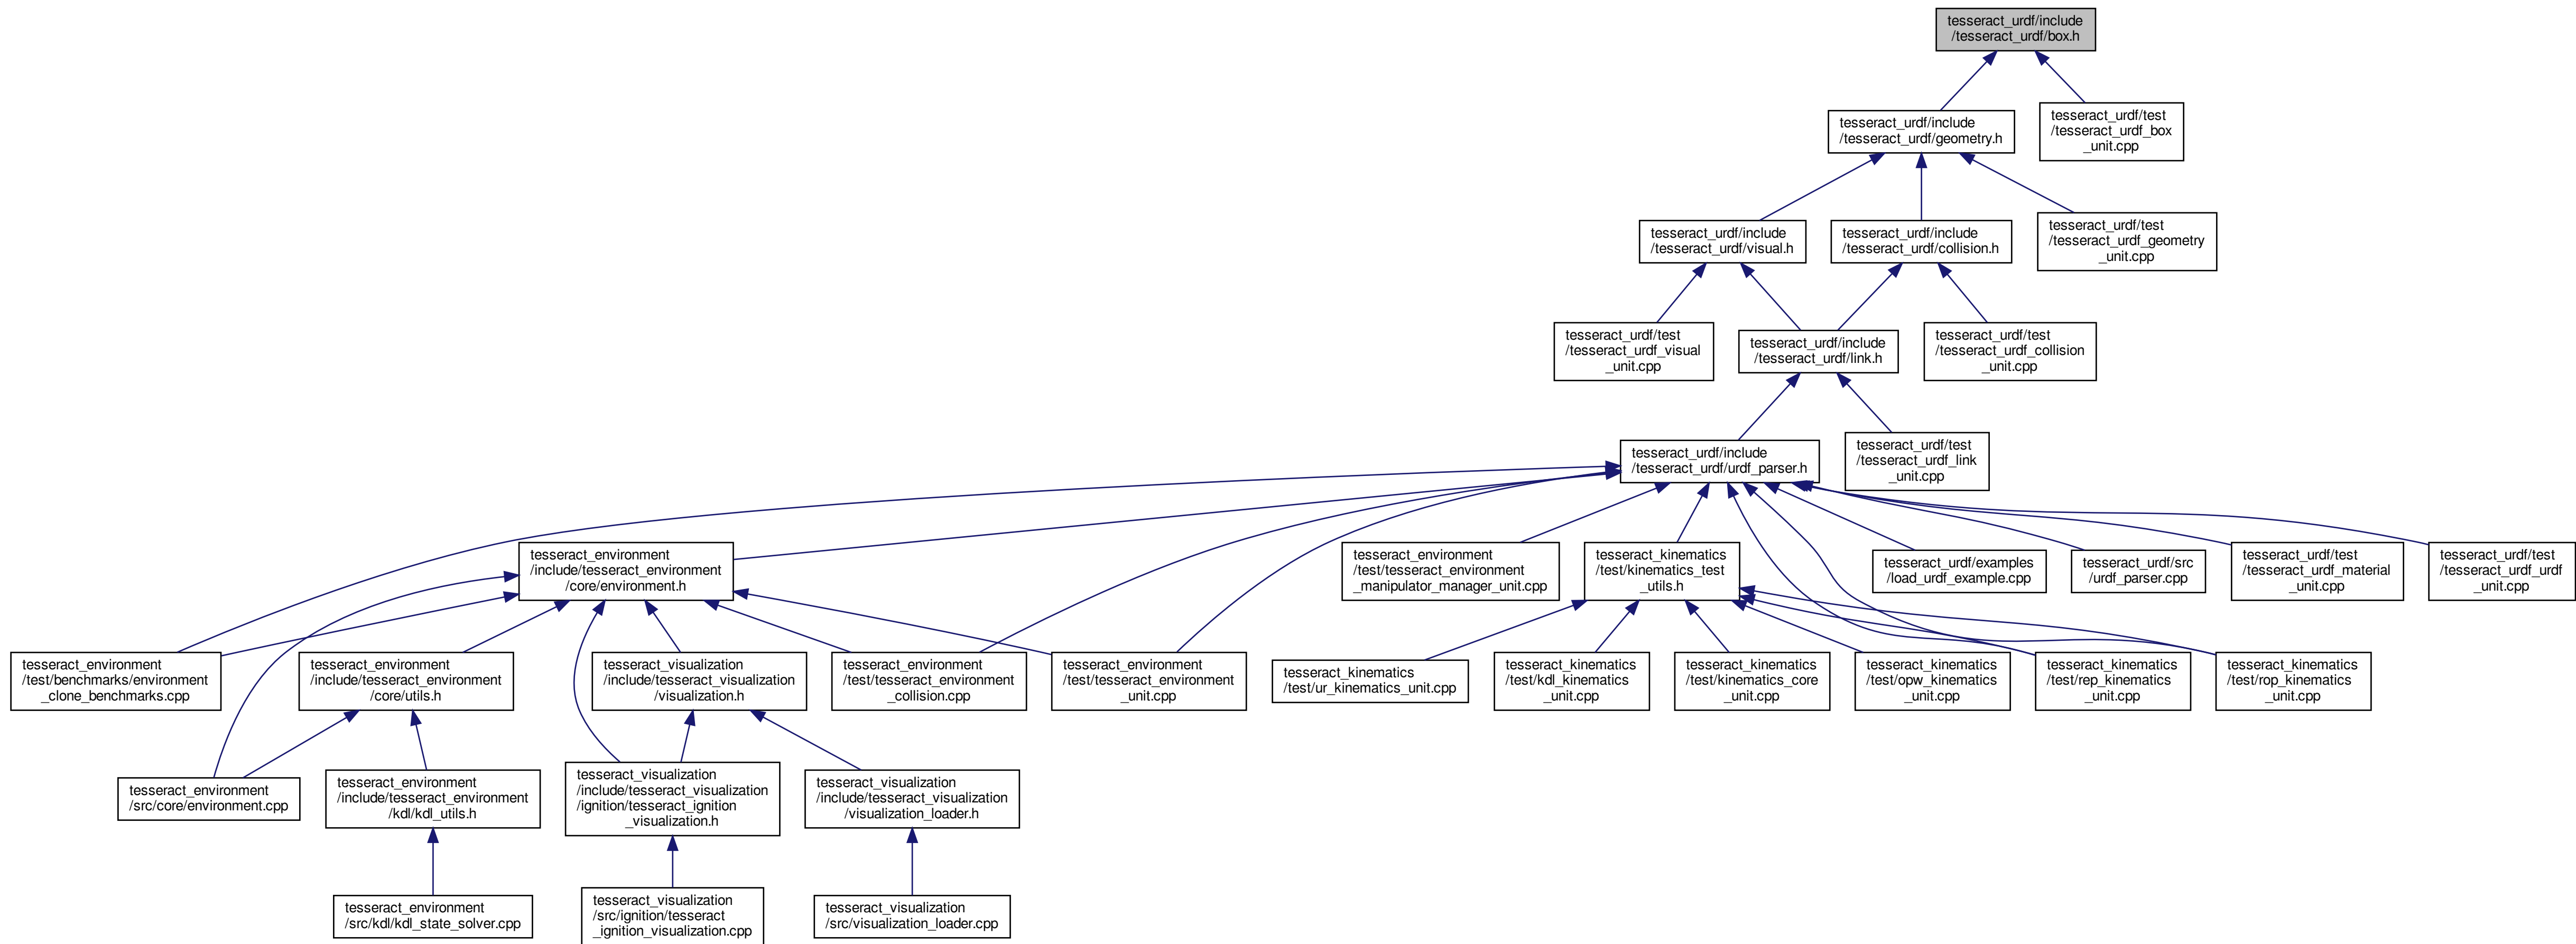 tesseract_urdf/include
/tesseract_urdf/box.h
tesseract_urdf/include
/tesseract_urdf/geometry.h
tesseract_urdf/test
/tesseract_urdf_box
_unit.cpp
tesseract_urdf/include
/tesseract_urdf/visual.h
tesseract_urdf/include
/tesseract_urdf/collision.h
tesseract_urdf/test
/tesseract_urdf_geometry
_unit.cpp
tesseract_urdf/test
/tesseract_urdf_visual
_unit.cpp
tesseract_urdf/include
/tesseract_urdf/link.h
tesseract_urdf/test
/tesseract_urdf_collision
_unit.cpp
tesseract_urdf/include
/tesseract_urdf/urdf_parser.h
tesseract_urdf/test
/tesseract_urdf_link
_unit.cpp
tesseract_environment
/include/tesseract_environment
/core/environment.h
tesseract_environment
/test/tesseract_environment
_manipulator_manager_unit.cpp
tesseract_kinematics
/test/kinematics_test
_utils.h
tesseract_urdf/examples
/load_urdf_example.cpp
tesseract_urdf/src
/urdf_parser.cpp
tesseract_urdf/test
/tesseract_urdf_material
_unit.cpp
tesseract_urdf/test
/tesseract_urdf_urdf
_unit.cpp
tesseract_environment
/test/benchmarks/environment
_clone_benchmarks.cpp
tesseract_environment
/include/tesseract_environment
/core/utils.h
tesseract_visualization
/include/tesseract_visualization
/visualization.h
tesseract_environment
/test/tesseract_environment
_collision.cpp
tesseract_environment
/test/tesseract_environment
_unit.cpp
tesseract_kinematics
/test/ur_kinematics_unit.cpp
tesseract_kinematics
/test/kdl_kinematics
_unit.cpp
tesseract_kinematics
/test/kinematics_core
_unit.cpp
tesseract_kinematics
/test/opw_kinematics
_unit.cpp
tesseract_kinematics
/test/rep_kinematics
_unit.cpp
tesseract_kinematics
/test/rop_kinematics
_unit.cpp
tesseract_environment
/src/core/environment.cpp
tesseract_environment
/include/tesseract_environment
/kdl/kdl_utils.h
tesseract_visualization
/include/tesseract_visualization
/ignition/tesseract_ignition
_visualization.h
tesseract_visualization
/include/tesseract_visualization
/visualization_loader.h
tesseract_environment
/src/kdl/kdl_state_solver.cpp
tesseract_visualization
/src/ignition/tesseract
_ignition_visualization.cpp
tesseract_visualization
/src/visualization_loader.cpp